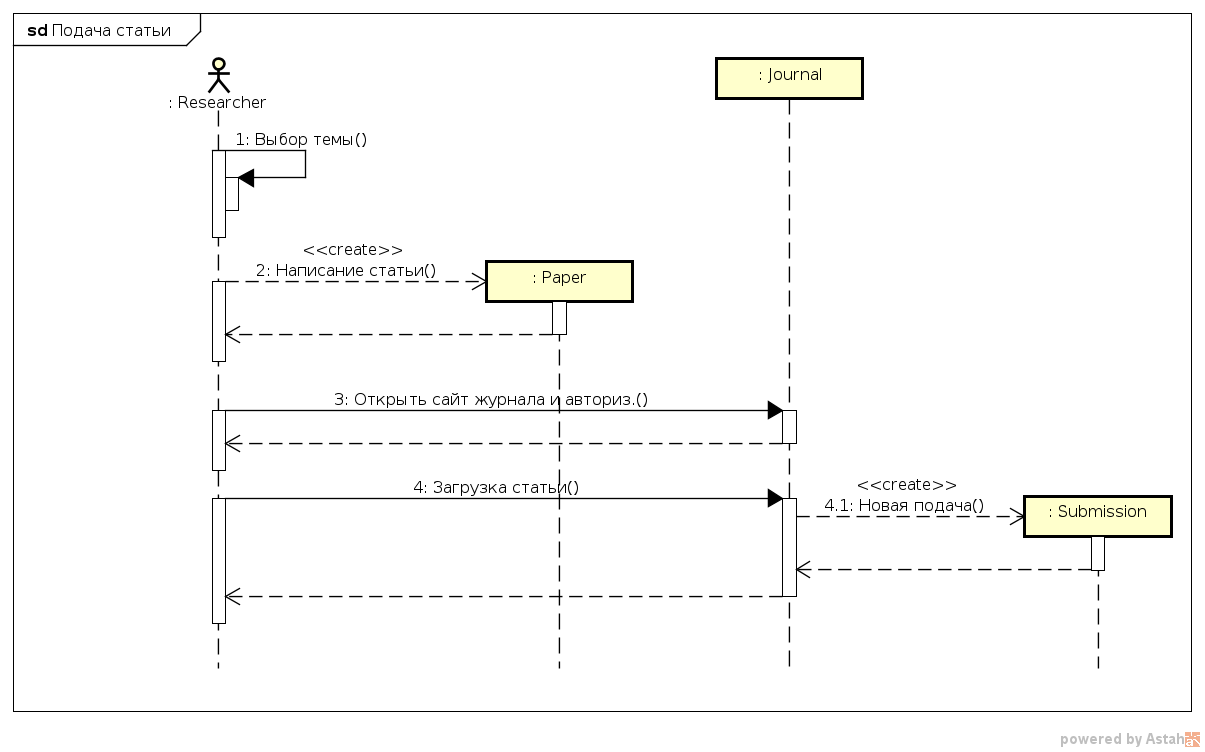 sd Подача статьи
: Researcher
: Journal
1: Выбор темы()
<<create>>
2: Написание статьи()
: Paper
3: Открыть сайт журнала и авториз.()
4: Загрузка статьи()
<<create>>
4.1: Новая подача()
: Submission
powered by Astah